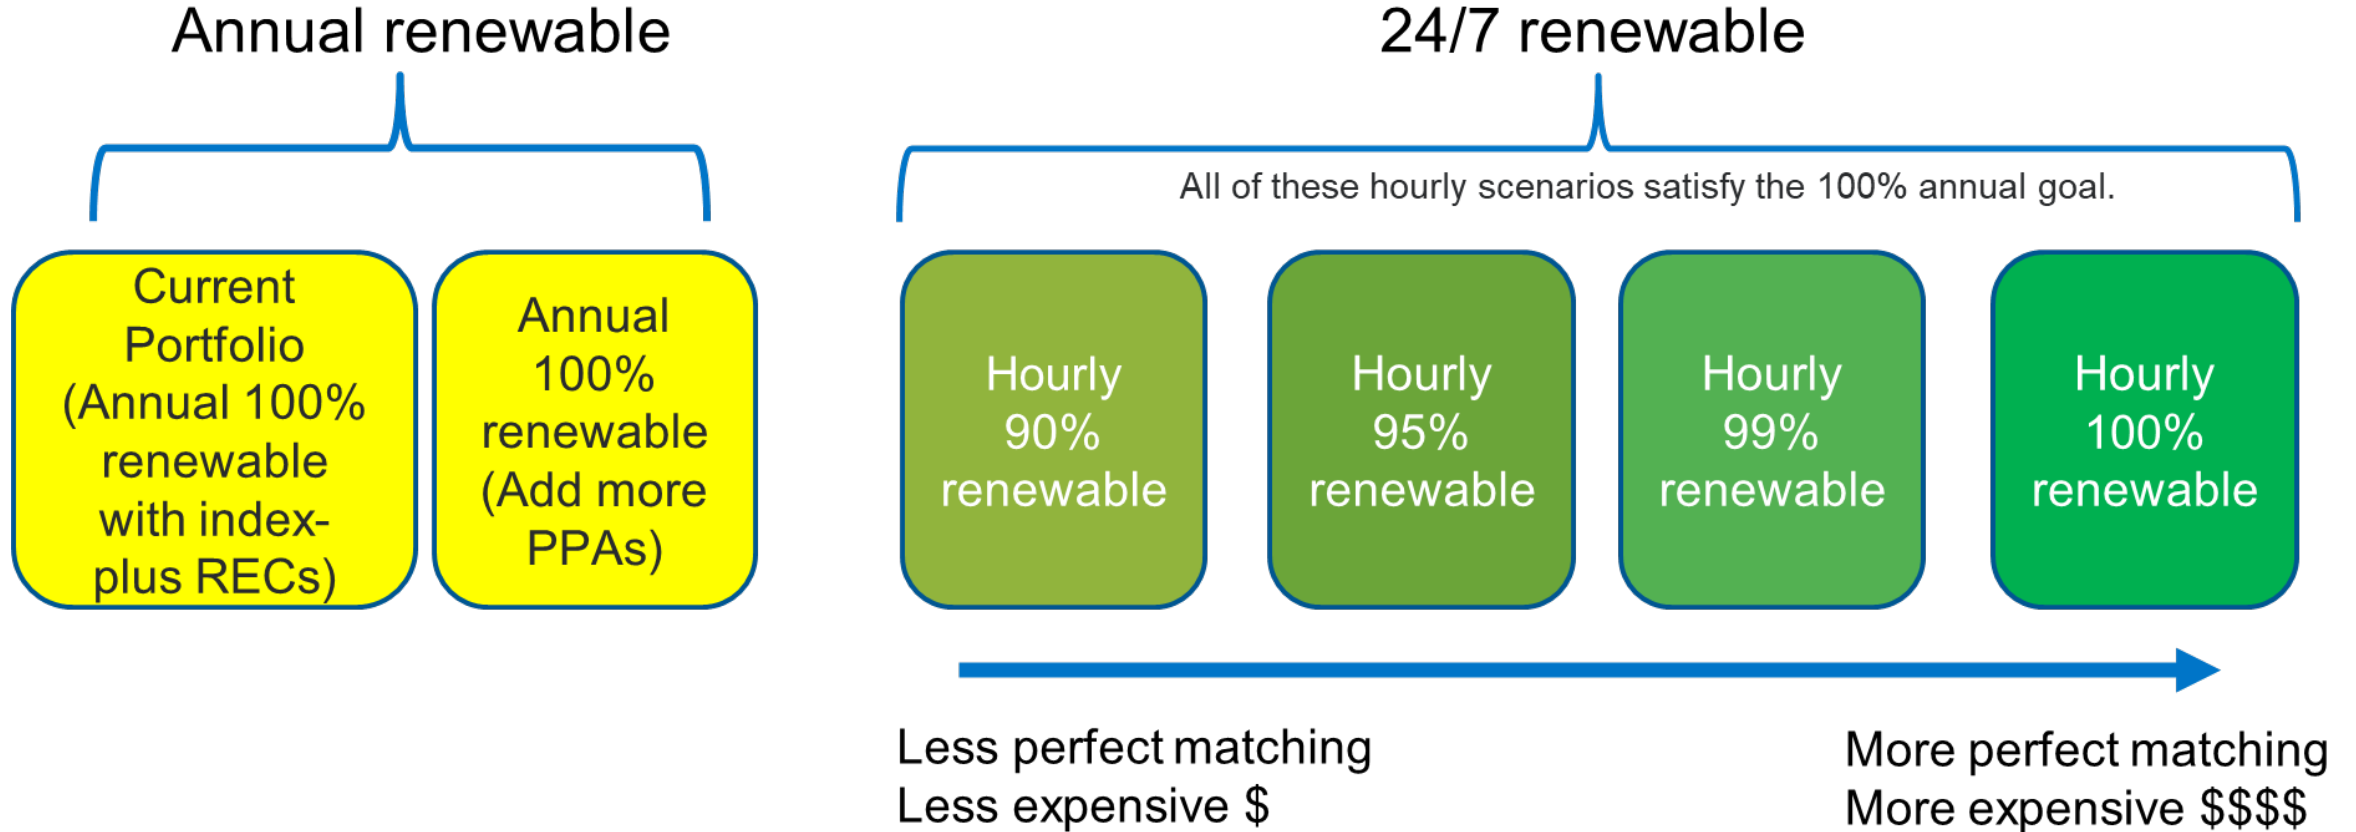 Annual renewable
24/7 renewable
All of these hourly scenarios satisfy the 100% annual goal.
Current
Portfolio
(Annual 100%
renewable
with index-
plus RECs)
Annual
100%
renewable
(Add more
PPAs)
Hourly
90%
renewable
Hourly
95%
renewable
Hourly
99%
renewable
Hourly
100%
renewable
Less perfect matching
Less expensive $
More perfect matching
More expensive $$$$